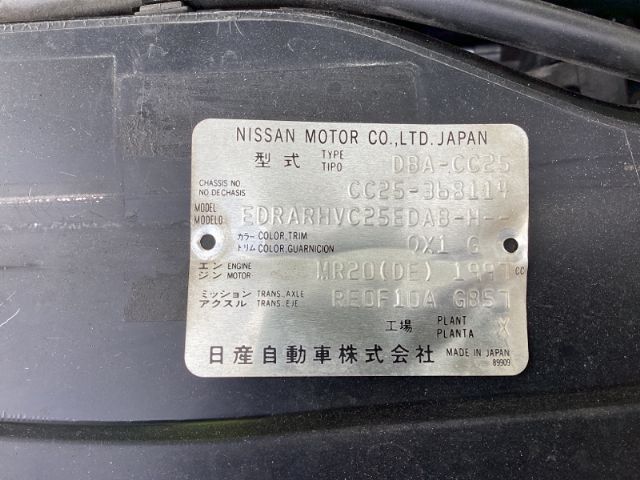 NISSAN MOTOR CO.,LTD. JAPAN
型式 TYPE TIPO DBA-CC25
CHASSIS NO. NO DE CHASIS CC25-368114
MODEL MODELO EDRARHVC25EDAB-H--
カラー COLOR,TRIM
トリム COLOR,GUARNICION QX1 G
エンジン ENGINE MOTOR MR20(DE) 1997 CC
ミッション TRANS. AXLE
アクスル TRANS. EJE RE0F10A GB57
工場 PLANT PLANTA X
日産自動車株式会社 MADE IN JAPAN
89909